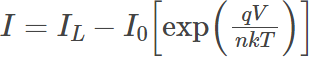 I = I_L − I_0[exp(qV/nkT)]